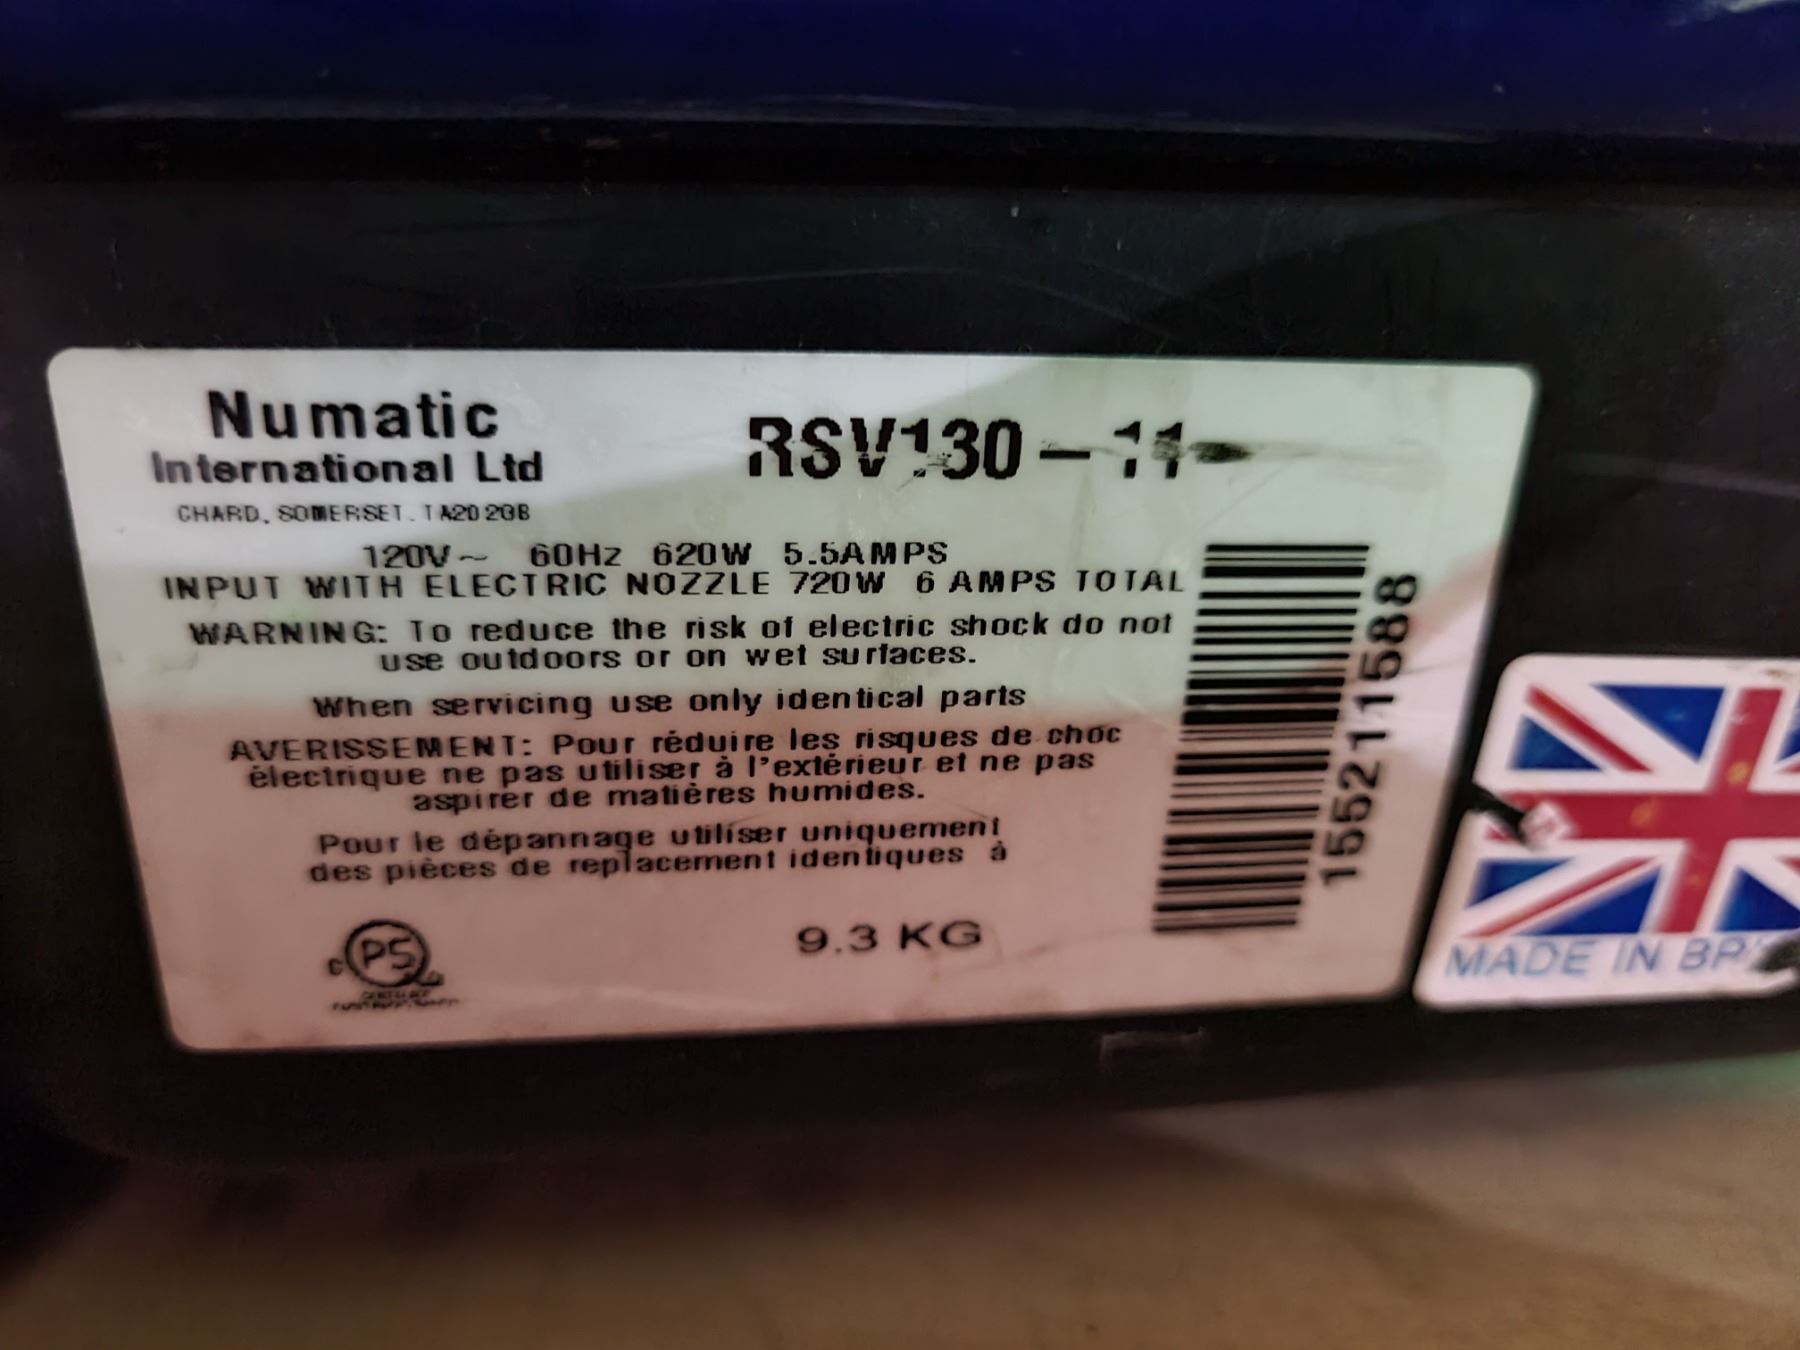 Numatic
International Ltd
CHARD, SOMERSET. TA20 2GB
RSV130-11
120V~ 60Hz 620W 5.5AMPS
INPUT WITH ELECTRIC NOZZLE 720W 6 AMPS TOTAL
WARNING: To reduce the risk of electric shock do not
use outdoors or on wet surfaces.
When servicing use only identical parts
AVERISSEMENT: Pour réduire les risques de choc
électrique ne pas utiliser à l'extérieur et ne pas
aspirer de matières humides.
Pour le dépannage utiliser uniquement
des pièces de replacement identiques à
c PS
9.3 KG
155211588
MADE IN